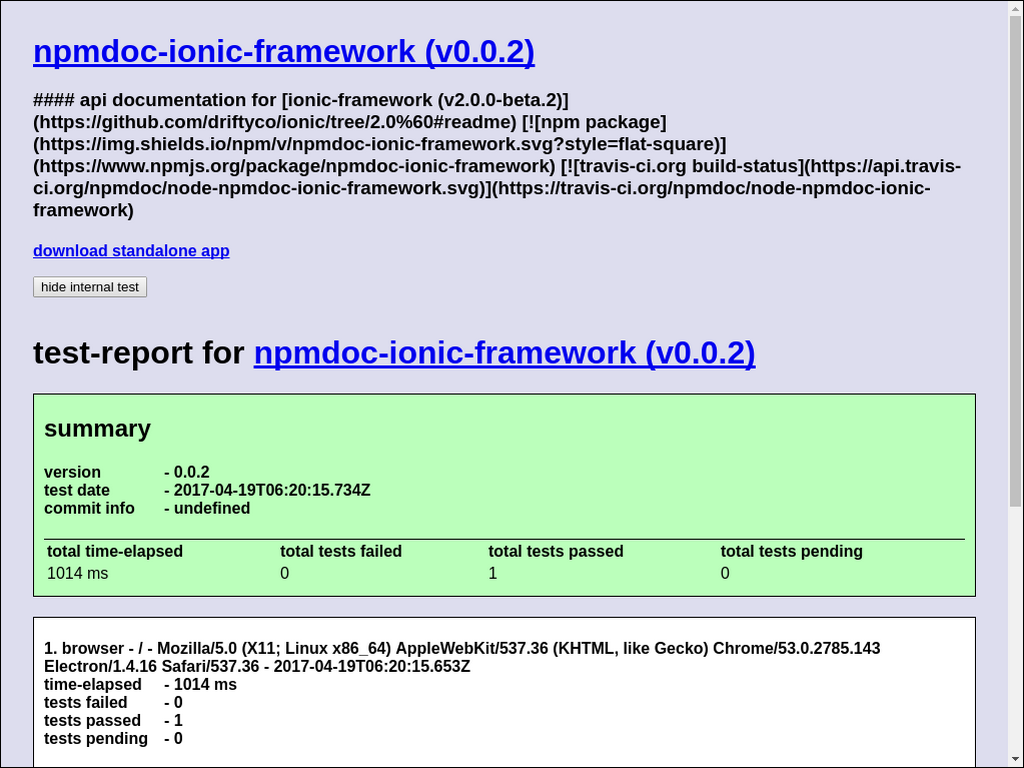 npmdoc-ionic-framework (v0.0.2)
#### api documentation for [ionic-framework (v2.0.0-beta.2)]
(https://github.com/driftyco/ionic/tree/2.0%60#readme) [![npm package]
(https://img.shields.io/npm/v/npmdoc-ionic-framework.svg?style=flat-square)]
(https://www.npmjs.org/package/npmdoc-ionic-framework) [![travis-ci.org build-status](https://api.travis-
ci.org/npmdoc/node-npmdoc-ionic-framework.svg)](https://travis-ci.org/npmdoc/node-npmdoc-ionic-
framework)
download standalone app
hide internal test
test-report for npmdoc-ionic-framework (v0.0.2)
summary
version - 0.0.2
test date - 2017-04-19T06:20:15.734Z
commit info - undefined
total time-elapsed total tests failed total tests passed total tests pending
1014 ms 0 1 0
1. browser - / - Mozilla/5.0 (X11; Linux x86_64) AppleWebKit/537.36 (KHTML, like Gecko) Chrome/53.0.2785.143
Electron/1.4.16 Safari/537.36 - 2017-04-19T06:20:15.653Z
time-elapsed - 1014 ms
tests failed - 0
tests passed - 1
tests pending - 0